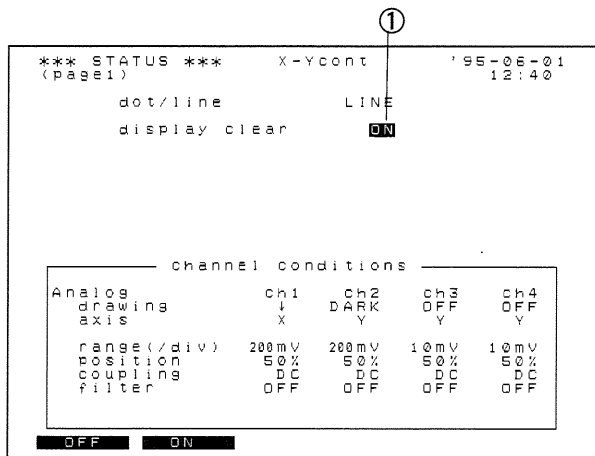 ①
*** STATUS *** X-Ycont '95-06-01
(page1) 12:40
dot/line LINE
display clear ON
channel conditions
Analog ch1 ch2 ch3 ch4
drawing ↓ DARK OFF OFF
axis X Y Y Y
range(/div) 200mV 200mV 10mV 10mV
position 50% 50% 50% 50%
coupling DC DC DC DC
filter OFF OFF OFF OFF
OFF ON